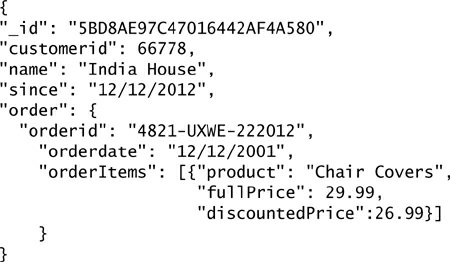 {
"_id": "5BD8AE97C47016442AF4A580",
"customerid": 66778,
"name": "India House",
"since": "12/12/2012",
"order": {
  "orderid": "4821-UXWE-222012",
    "orderdate": "12/12/2001",
    "orderItems": [{"product": "Chair Covers",
                    "fullPrice": 29.99,
                    "discountedPrice":26.99}]
    }
}